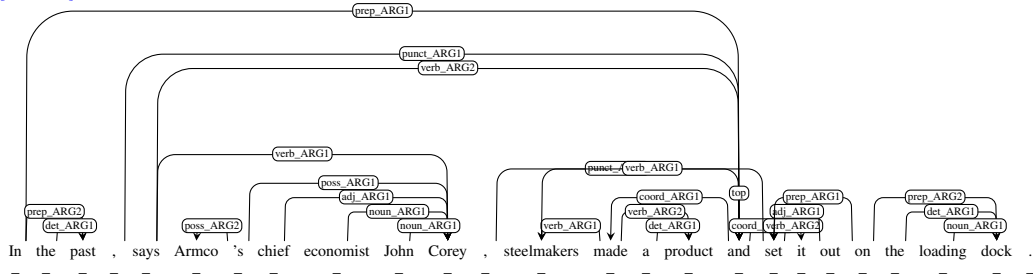 prep_ARG1
punct_ARG1
verb_ARG2
verb_ARG1
punct_ verb_ARG1
poss_ARG1 top
adj_ARG1 coord_ARG1 prep_ARG1 prep_ARG2
prep_ARG2 noun_ARG1 verb_ARG2 adj_ARG1 det_ARG1
det_ARG1 poss_ARG2 noun_ARG1 verb_ARG1 det_ARG1 coord_ verb_ARG2 noun_ARG1
In the past , says Armco 's chief economist John Corey , steelmakers made a product and set it out on the loading dock .